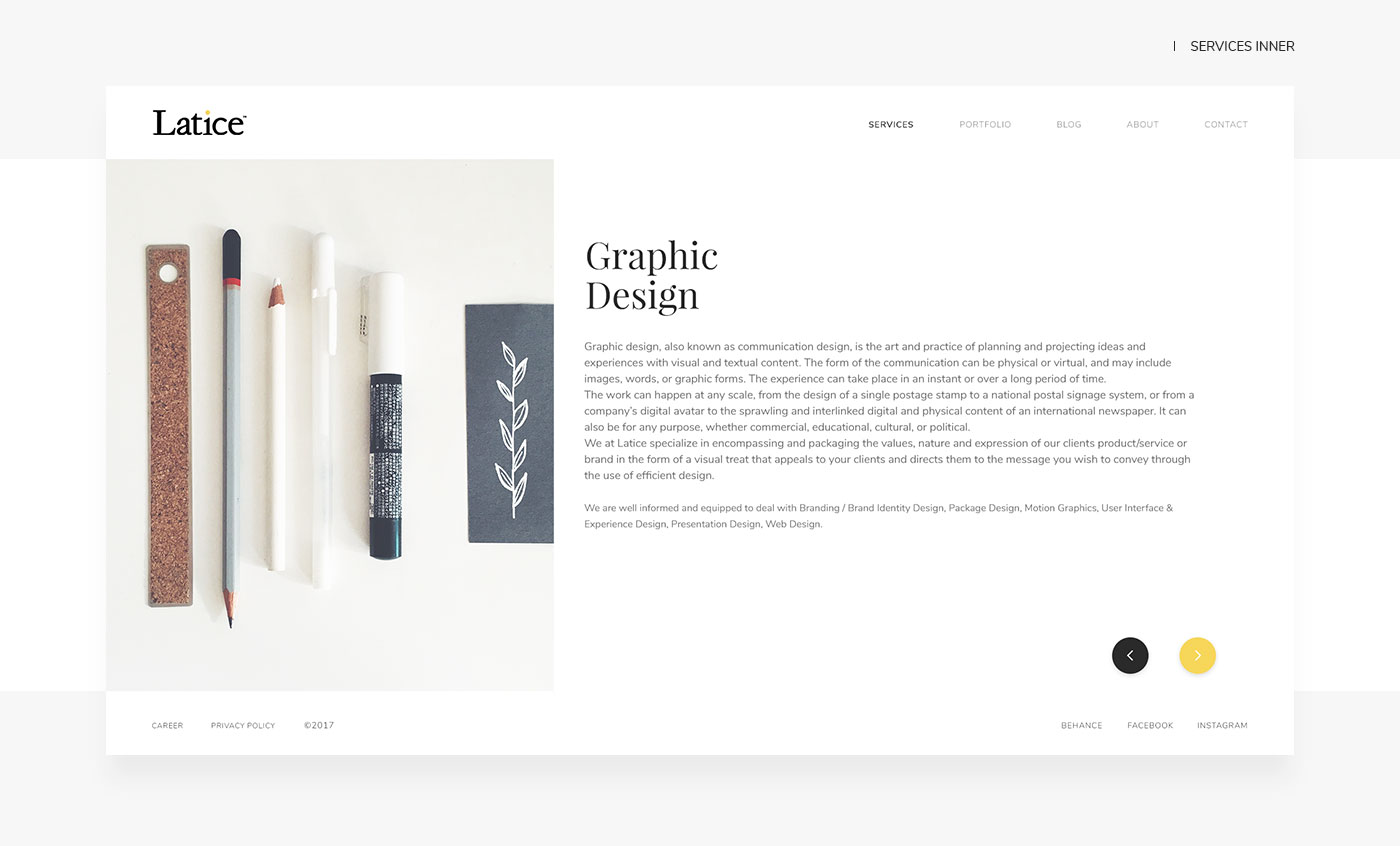 SERVICES INNER
Latice™
SERVICES PORTFOLIO BLOG ABOUT CONTACT
Graphic
Design
Graphic design, also known as communication design, is the art and practice of planning and projecting ideas and
experiences with visual and textual content. The form of the communication can be physical or virtual, and may include
images, words, or graphic forms. The experience can take place in an instant or over a long period of time.
The work can happen at any scale, from the design of a single postage stamp to a national postal signage system, or from a
company's digital avatar to the sprawling and interlinked digital and physical content of an international newspaper. It can
also be for any purpose, whether commercial, educational, cultural, or political.
We at Latice specialize in encompassing and packaging the values, nature and expression of our clients product/service or
brand in the form of a visual treat that appeals to your clients and directs them to the message you wish to convey through
the use of efficient design.
We are well informed and equipped to deal with Branding / Brand Identity Design, Package Design, Motion Graphics, User Interface &
Experience Design, Presentation Design, Web Design.
CAREER PRIVACY POLICY ©2017 BEHANCE FACEBOOK INSTAGRAM